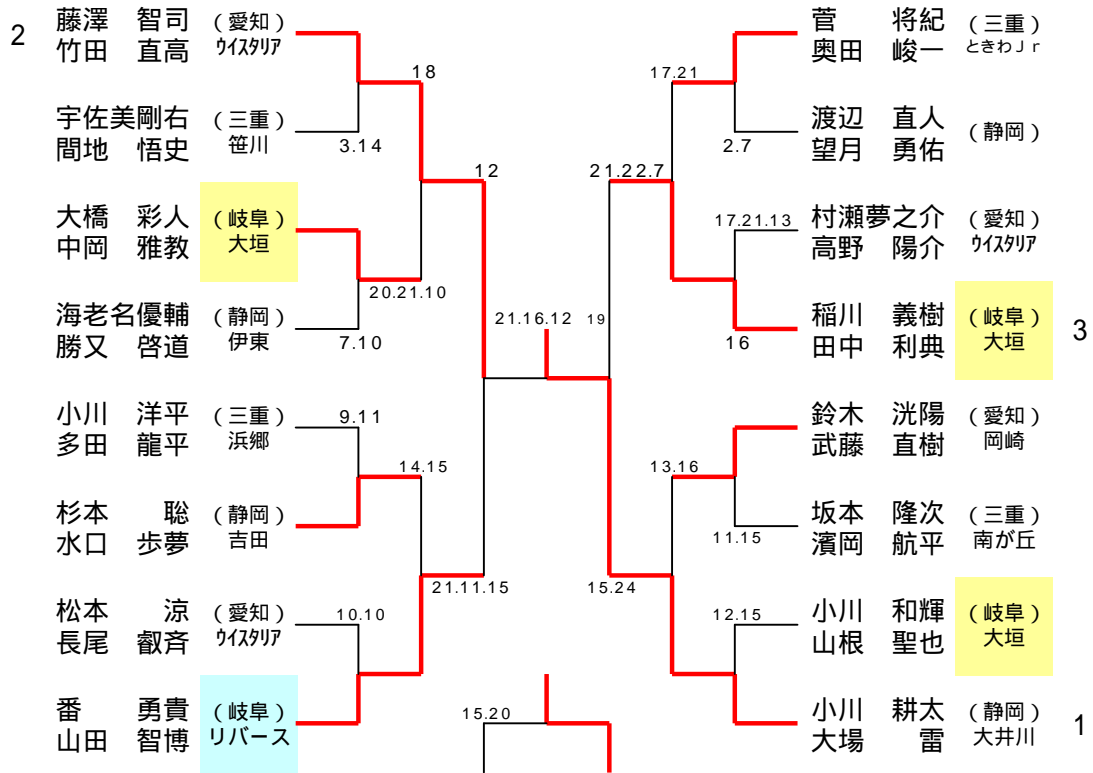 2
藤澤 智司 (愛知)
竹田 直高 ウイスタリア
18
宇佐美剛右 (三重)
間地 悟史 笹川
3.14
12
大橋 彩人 (岐阜)
中岡 雅教 大垣
20.21.10
海老名優輔 (静岡)
勝又 啓道 伊東
7.10
21.16.12
小川 洋平 (三重)
多田 龍平 浜郷
9.11
14.15
杉本 聡 (静岡)
水口 歩夢 吉田
21.11.15
松本 涼 (愛知)
長尾 叡斉 ウイスタリア
10.10
番 勇貴 (岐阜)
山田 智博 リバース
15.20
菅 将紀 (三重)
奥田 峻一 ときわJr
17.21
渡辺 直人 (静岡)
望月 勇佑
2.7
21.22.7
村瀬夢之介 (愛知)
高野 陽介 ウイスタリア
17.21.13
19
稲川 義樹 (岐阜)
田中 利典 大垣
16
3
鈴木 洸陽 (愛知)
武藤 直樹 岡崎
13.16
坂本 隆次 (三重)
濱岡 航平 南が丘
11.15
15.24
小川 和輝 (岐阜)
山根 聖也 大垣
12.15
小川 耕太 (静岡)
大場 雷 大井川
1